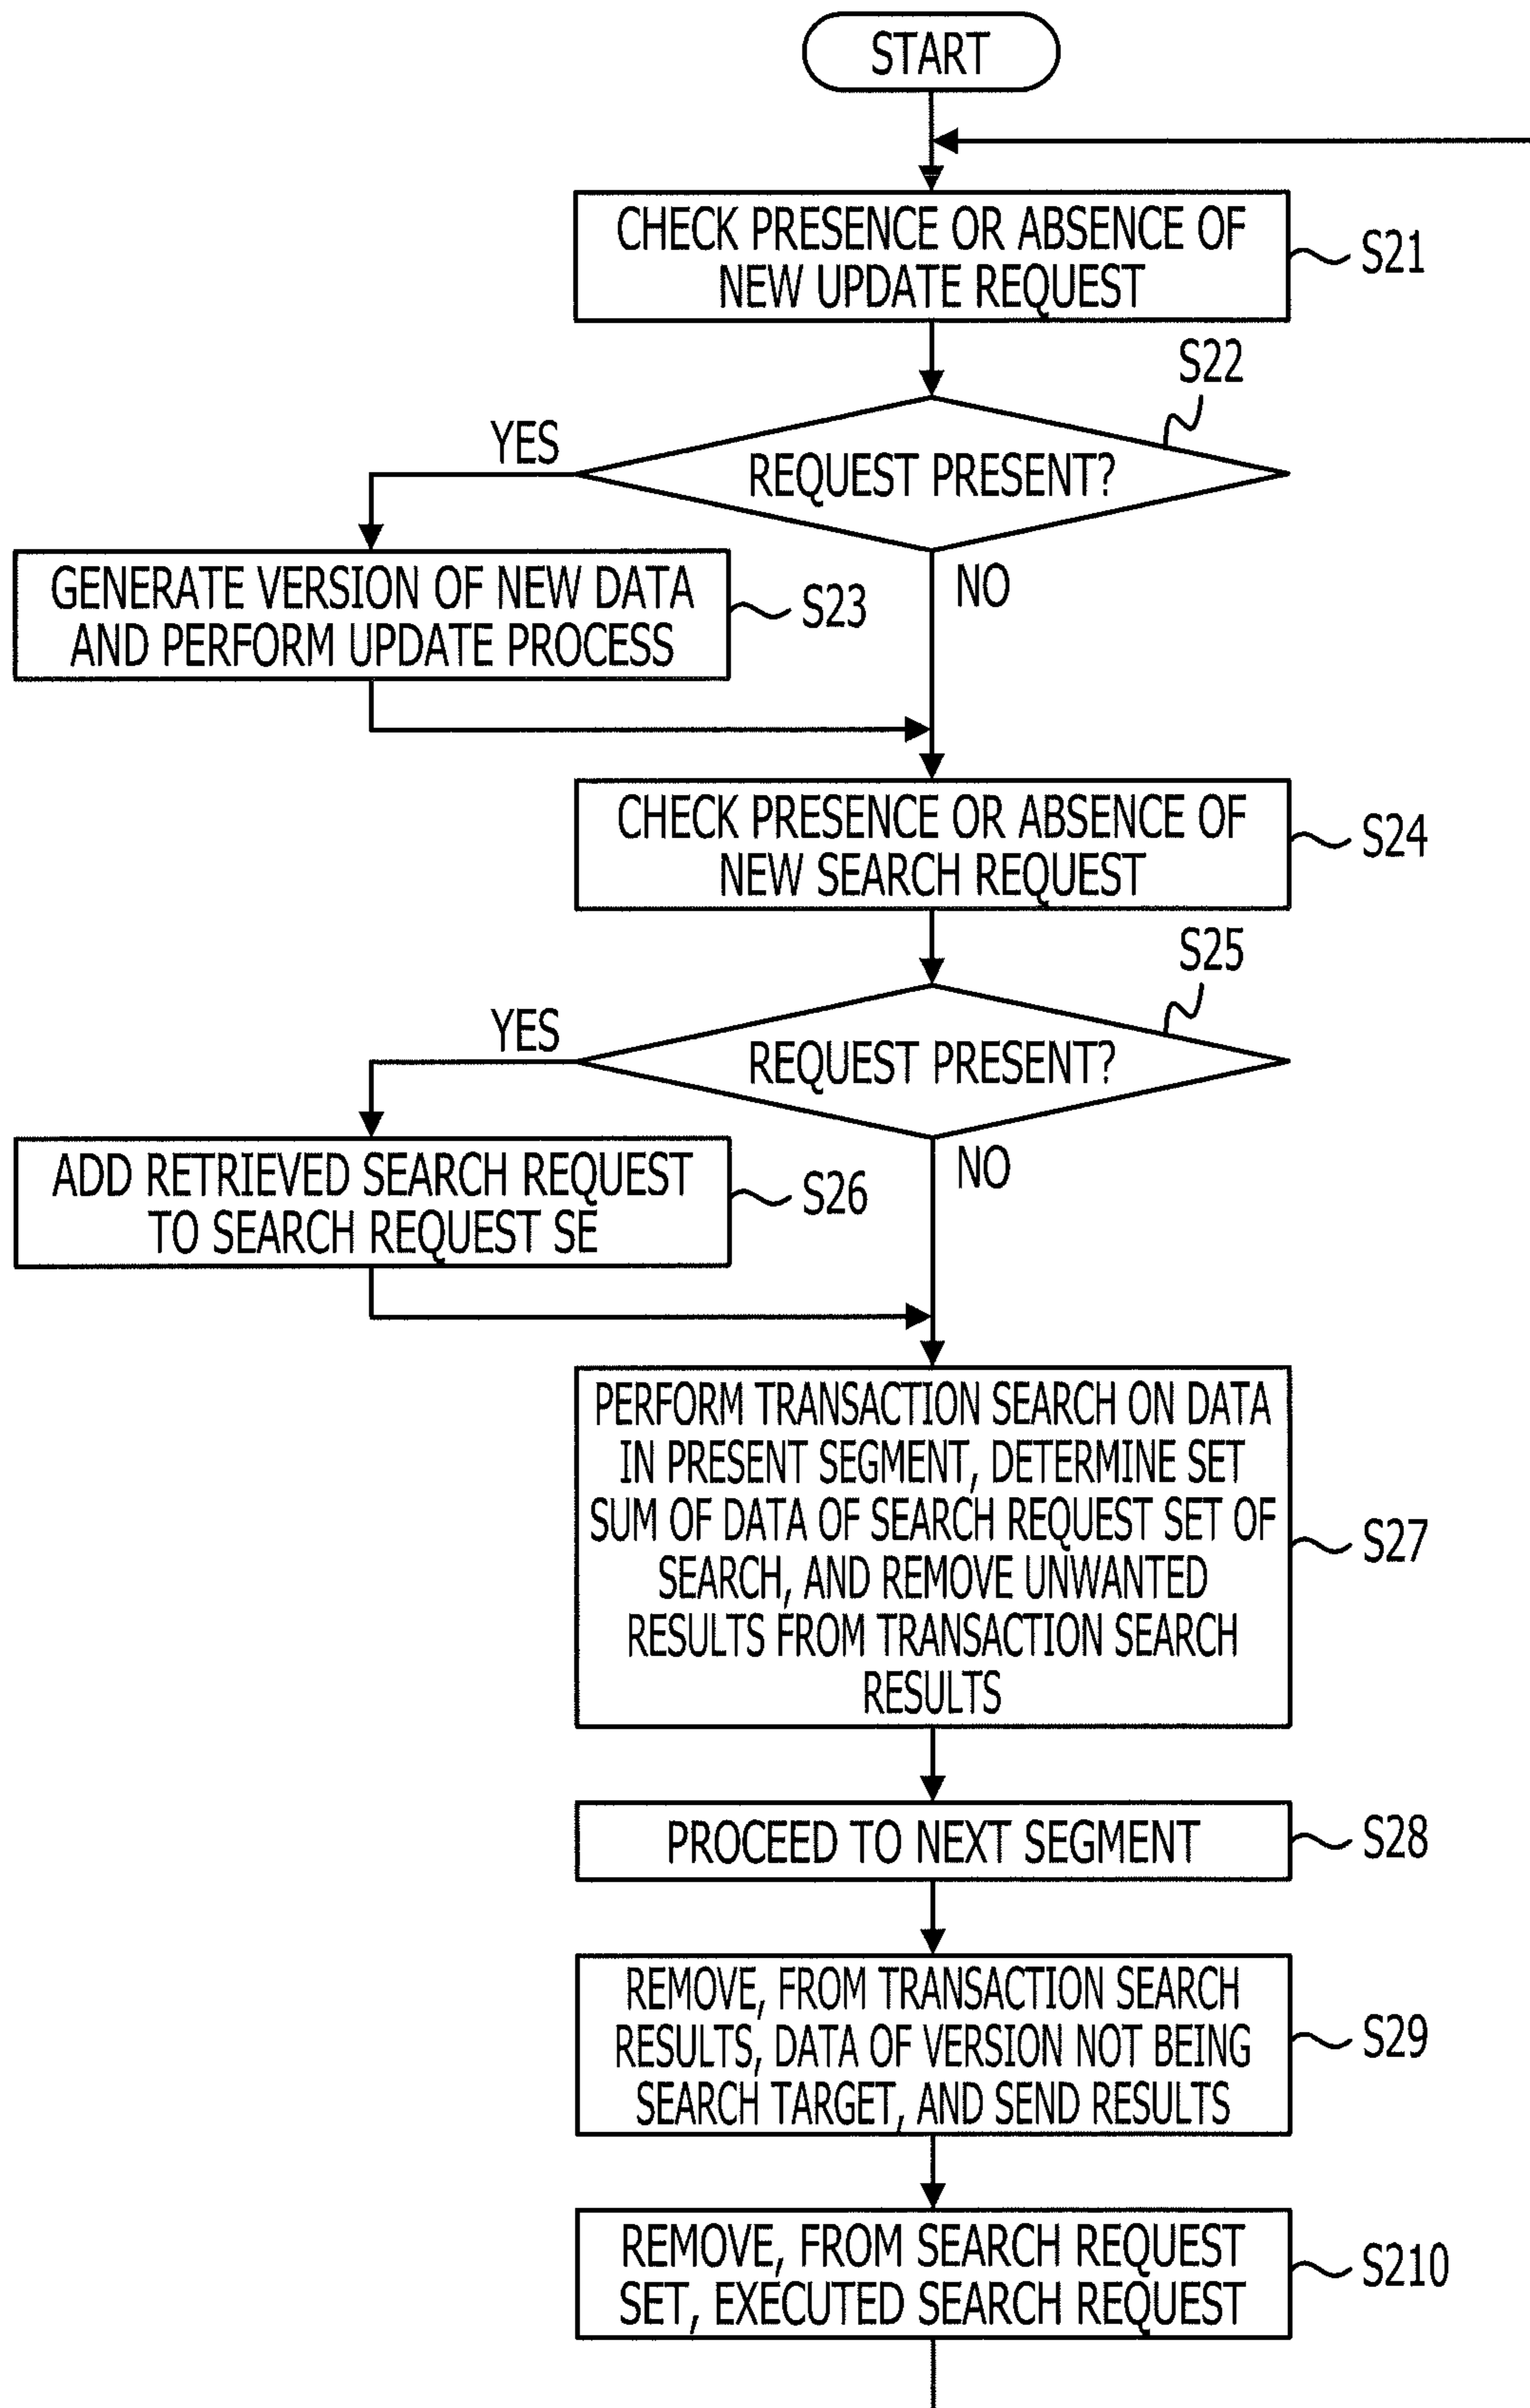 START
CHECK PRESENCE OR ABSENCE OF
NEW UPDATE REQUEST
S21
S22
YES
REQUEST PRESENT?
NO
GENERATE VERSION OF NEW DATA
AND PERFORM UPDATE PROCESS
S23
CHECK PRESENCE OR ABSENCE OF
NEW SEARCH REQUEST
S24
S25
YES
REQUEST PRESENT?
NO
ADD RETRIEVED SEARCH REQUEST
TO SEARCH REQUEST SE
S26
PERFORM TRANSACTION SEARCH ON DATA
IN PRESENT SEGMENT, DETERMINE SET
SUM OF DATA OF SEARCH REQUEST SET OF
SEARCH, AND REMOVE UNWANTED
RESULTS FROM TRANSACTION SEARCH
RESULTS
S27
PROCEED TO NEXT SEGMENT
S28
REMOVE, FROM TRANSACTION SEARCH
RESULTS, DATA OF VERSION NOT BEING
SEARCH TARGET, AND SEND RESULTS
S29
REMOVE, FROM SEARCH REQUEST
SET, EXECUTED SEARCH REQUEST
S210